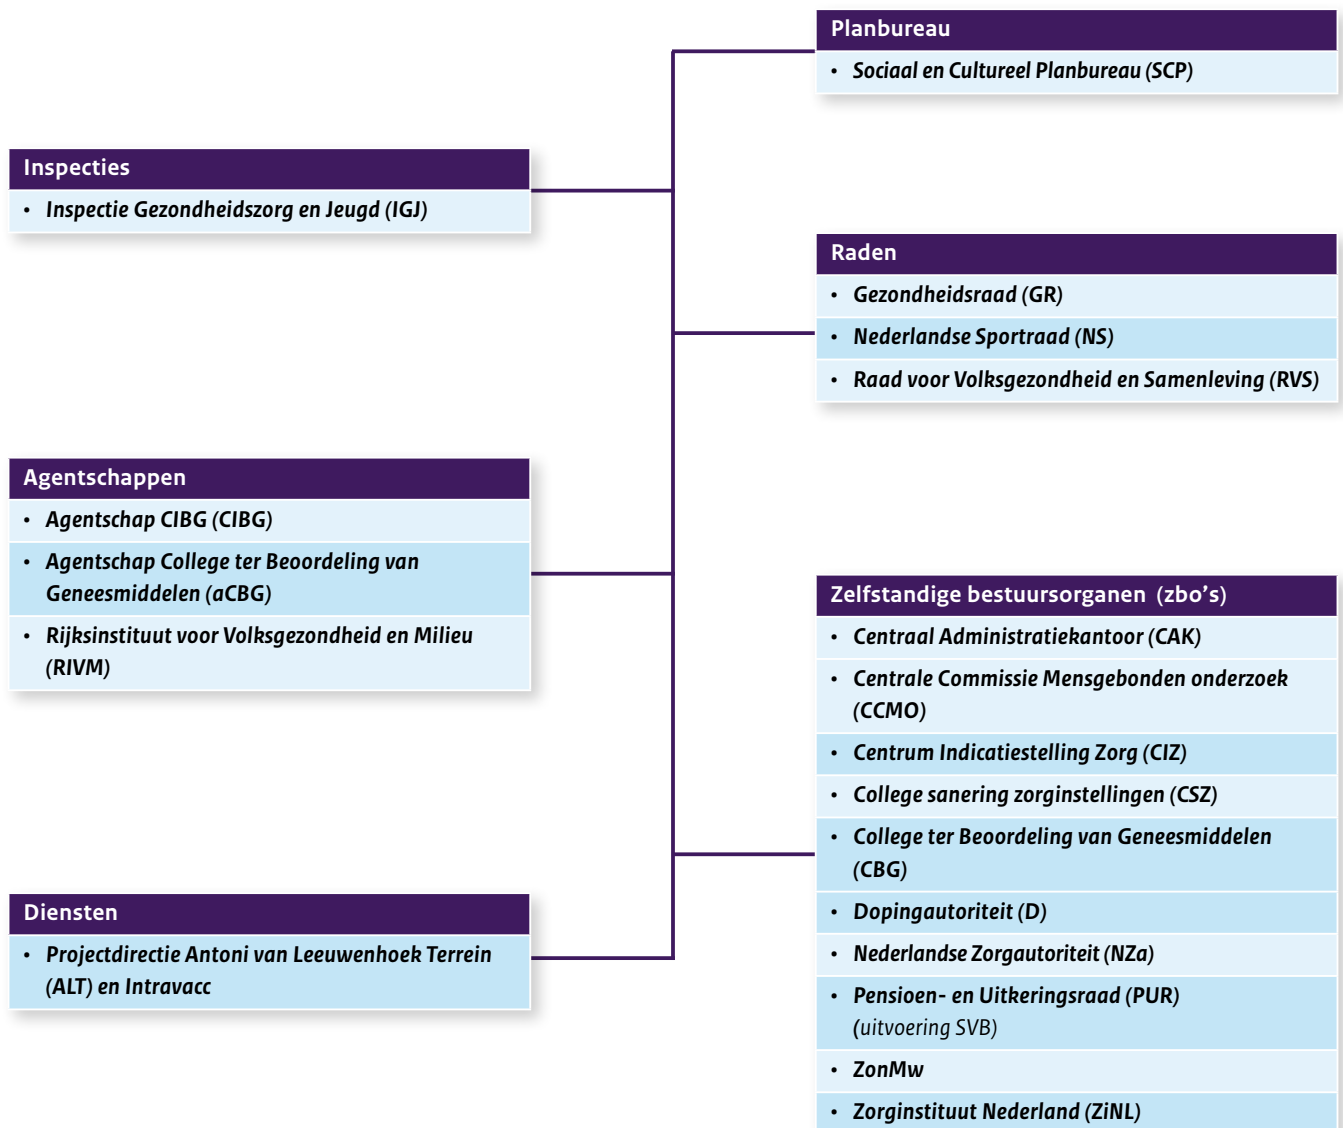 Planbureau
• Sociaal en Cultureel Planbureau (SCP)
Inspecties
• Inspectie Gezondheidszorg en Jeugd (IGJ)
Raden
• Gezondheidsraad (GR)
• Nederlandse Sportraad (NS)
• Raad voor Volksgezondheid en Samenleving (RVS)
Agentschappen
• Agentschap CIBG (CIBG)
• Agentschap College ter Beoordeling van
Geneesmiddelen (aCBG)
• Rijksinstituut voor Volksgezondheid en Milieu
(RIVM)
Zelfstandige bestuursorganen (zbo's)
• Centraal Administratiekantoor (CAK)
• Centrale Commissie Mensgebonden onderzoek
(CCMO)
• Centrum Indicatiestelling Zorg (CIZ)
• College sanering zorginstellingen (CSZ)
• College ter Beoordeling van Geneesmiddelen
(CBG)
• Dopingautoriteit (D)
• Nederlandse Zorgautoriteit (NZa)
• Pensioen- en Uitkeringsraad (PUR)
(uitvoering SVB)
• ZonMw
• Zorginstituut Nederland (ZiNL)
Diensten
• Projectdirectie Antoni van Leeuwenhoek Terrein
(ALT) en Intravacc